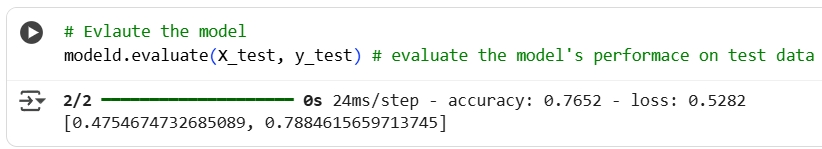 # Evlaute the model
modeld.evaluate(X_test, y_test) # evaluate the model's performace on test data
2/2 ━━━━━━━━━━━━━━━━━━━━ 0s 24ms/step - accuracy: 0.7652 - loss: 0.5282
[0.4754674732685089, 0.7884615659713745]